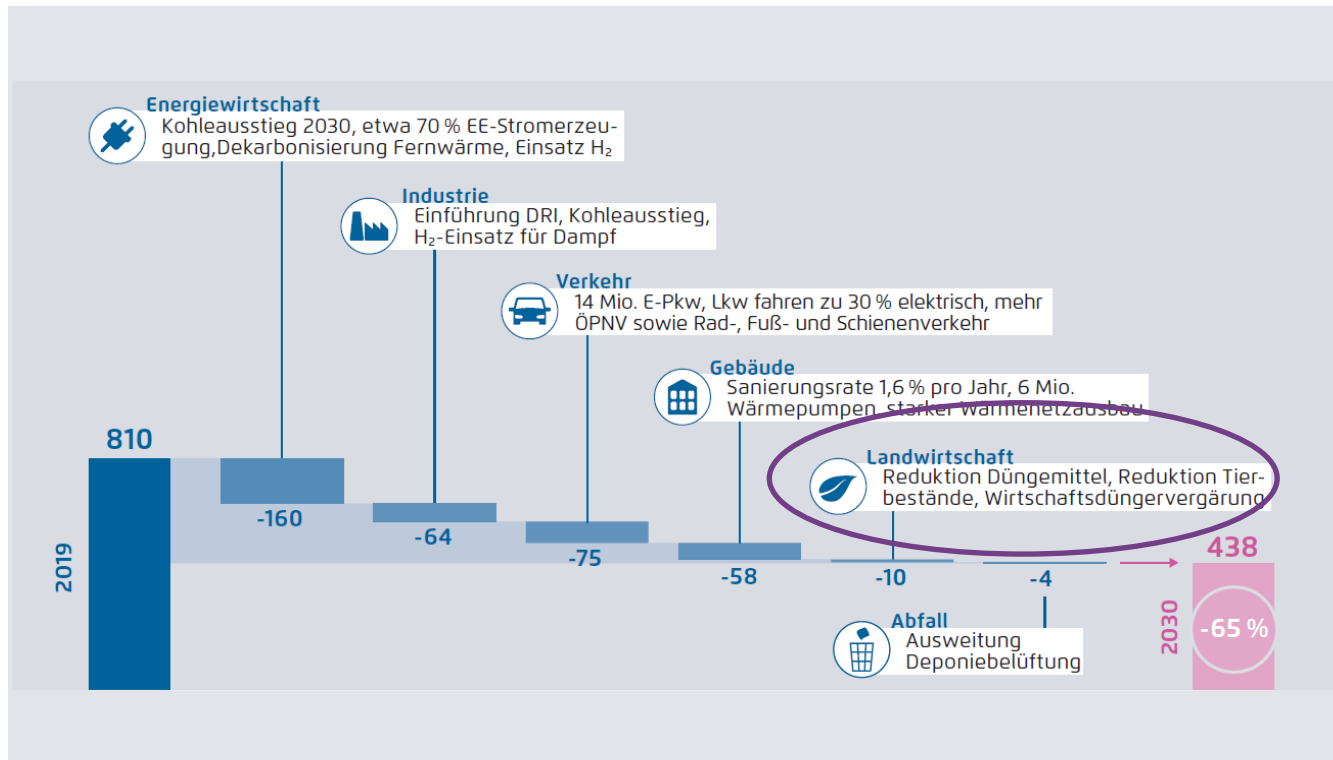 Energiewirtschaft
Kohleausstieg 2030, etwa 70 % EE-Stromerzeu-
gung,Dekarbonisierung Fernwärme, Einsatz H₂
Industrie
Einführung DRI, Kohleausstieg,
H₂-Einsatz für Dampf
Verkehr
14 Mio. E-Pkw, Lkw fahren zu 30 % elektrisch, mehr
ÖPNV sowie Rad-, Fuß- und Schienenverkehr
Gebäude
Sanierungsrate 1,6 % pro Jahr, 6 Mio.
Wärmepumpen, starker Wärmenetzausbau
Landwirtschaft
Reduktion Düngemittel, Reduktion Tier-
bestände, Wirtschaftsdüngervergärung
810
2019
-160
-64
-75
-58
-10
-4
438
2030
-65 %
Abfall
Ausweitung
Deponiebelüftung